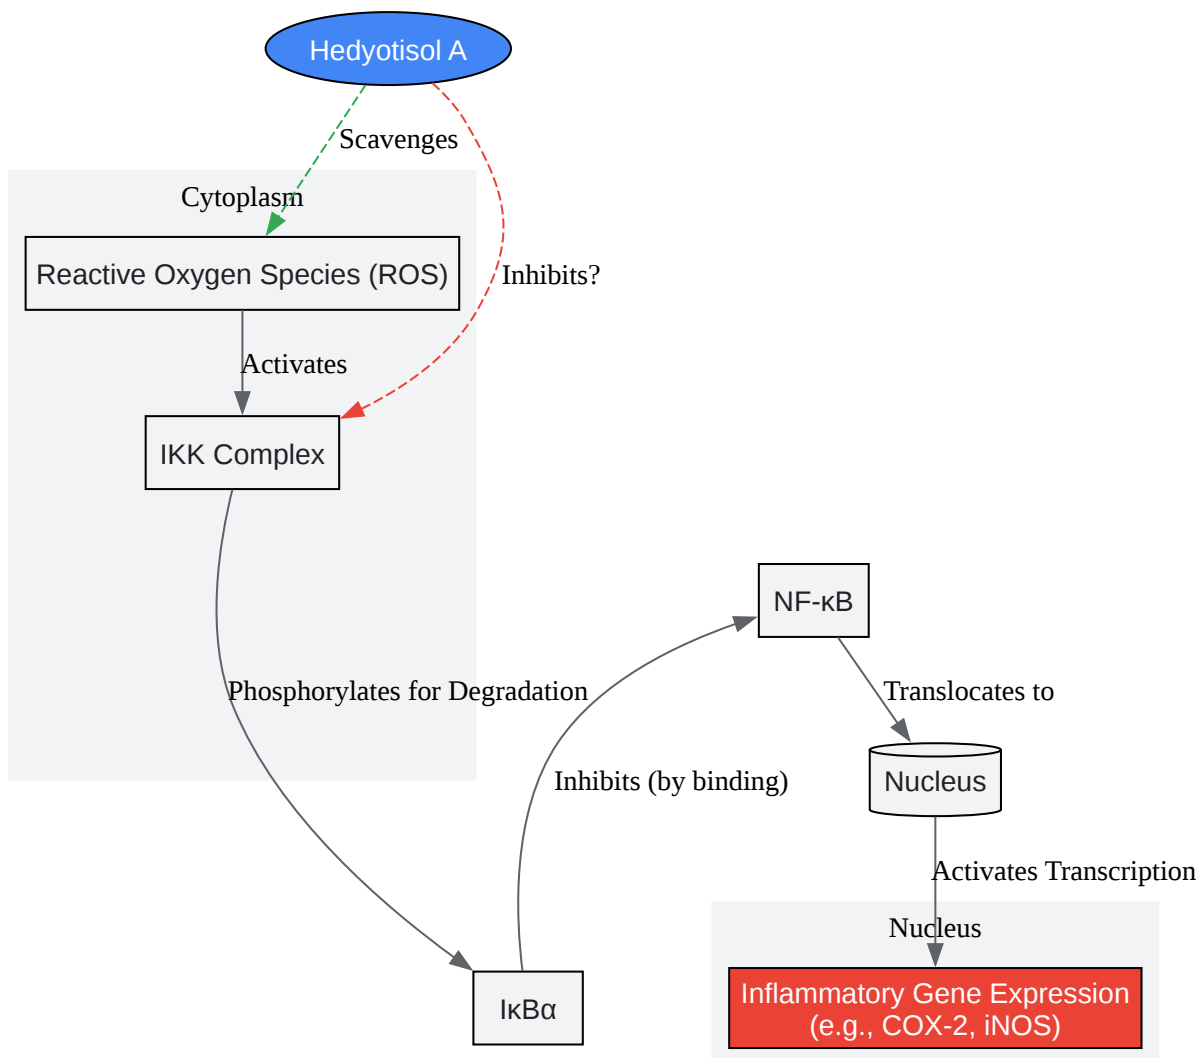 Hedyotisol A
Scavenges
Cytoplasm
Reactive Oxygen Species (ROS)
Inhibits?
Activates
IKK Complex
NF-κB
Phosphorylates for Degradation
Translocates to
Inhibits (by binding)
Nucleus
Activates Transcription
Nucleus
IκBα
Inflammatory Gene Expression
(e.g., COX-2, iNOS)